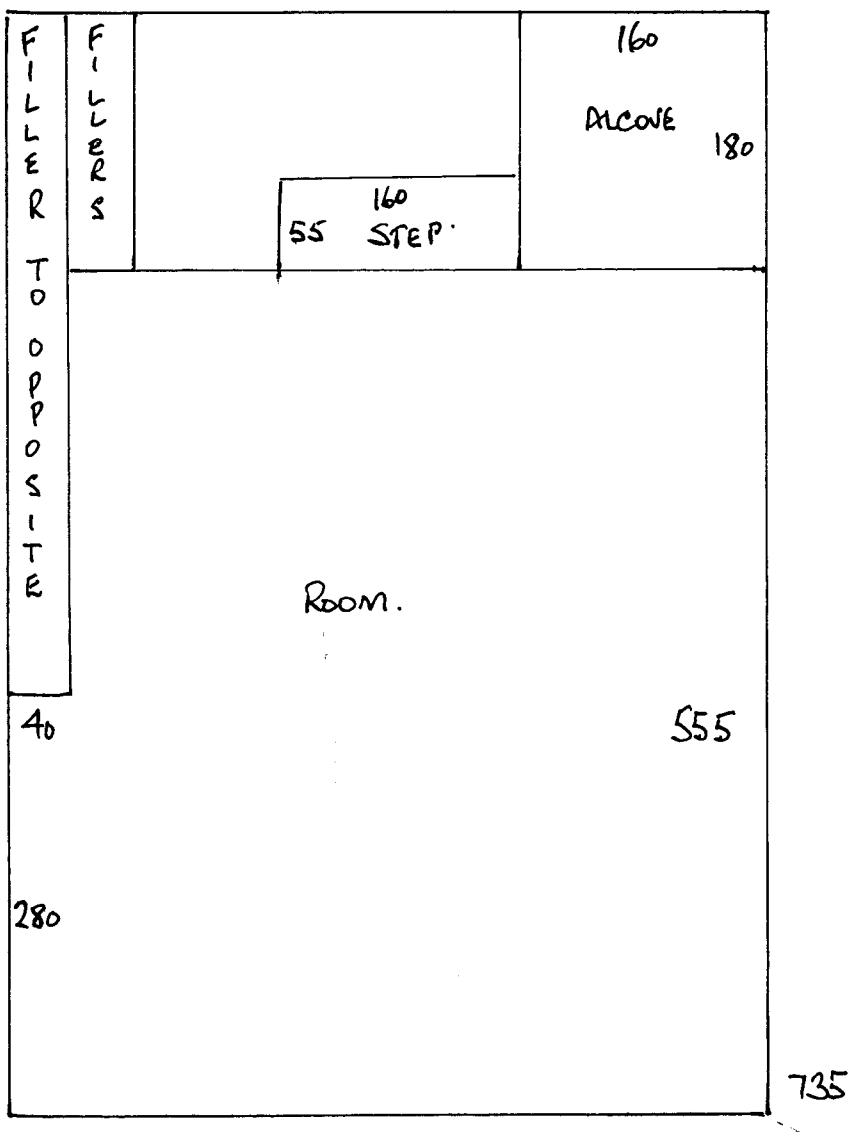 FILLER TO OPPOSITE
FILLERS
160
ALCOVE
180
160
55 STEP.
ROOM.
40
555
280
735